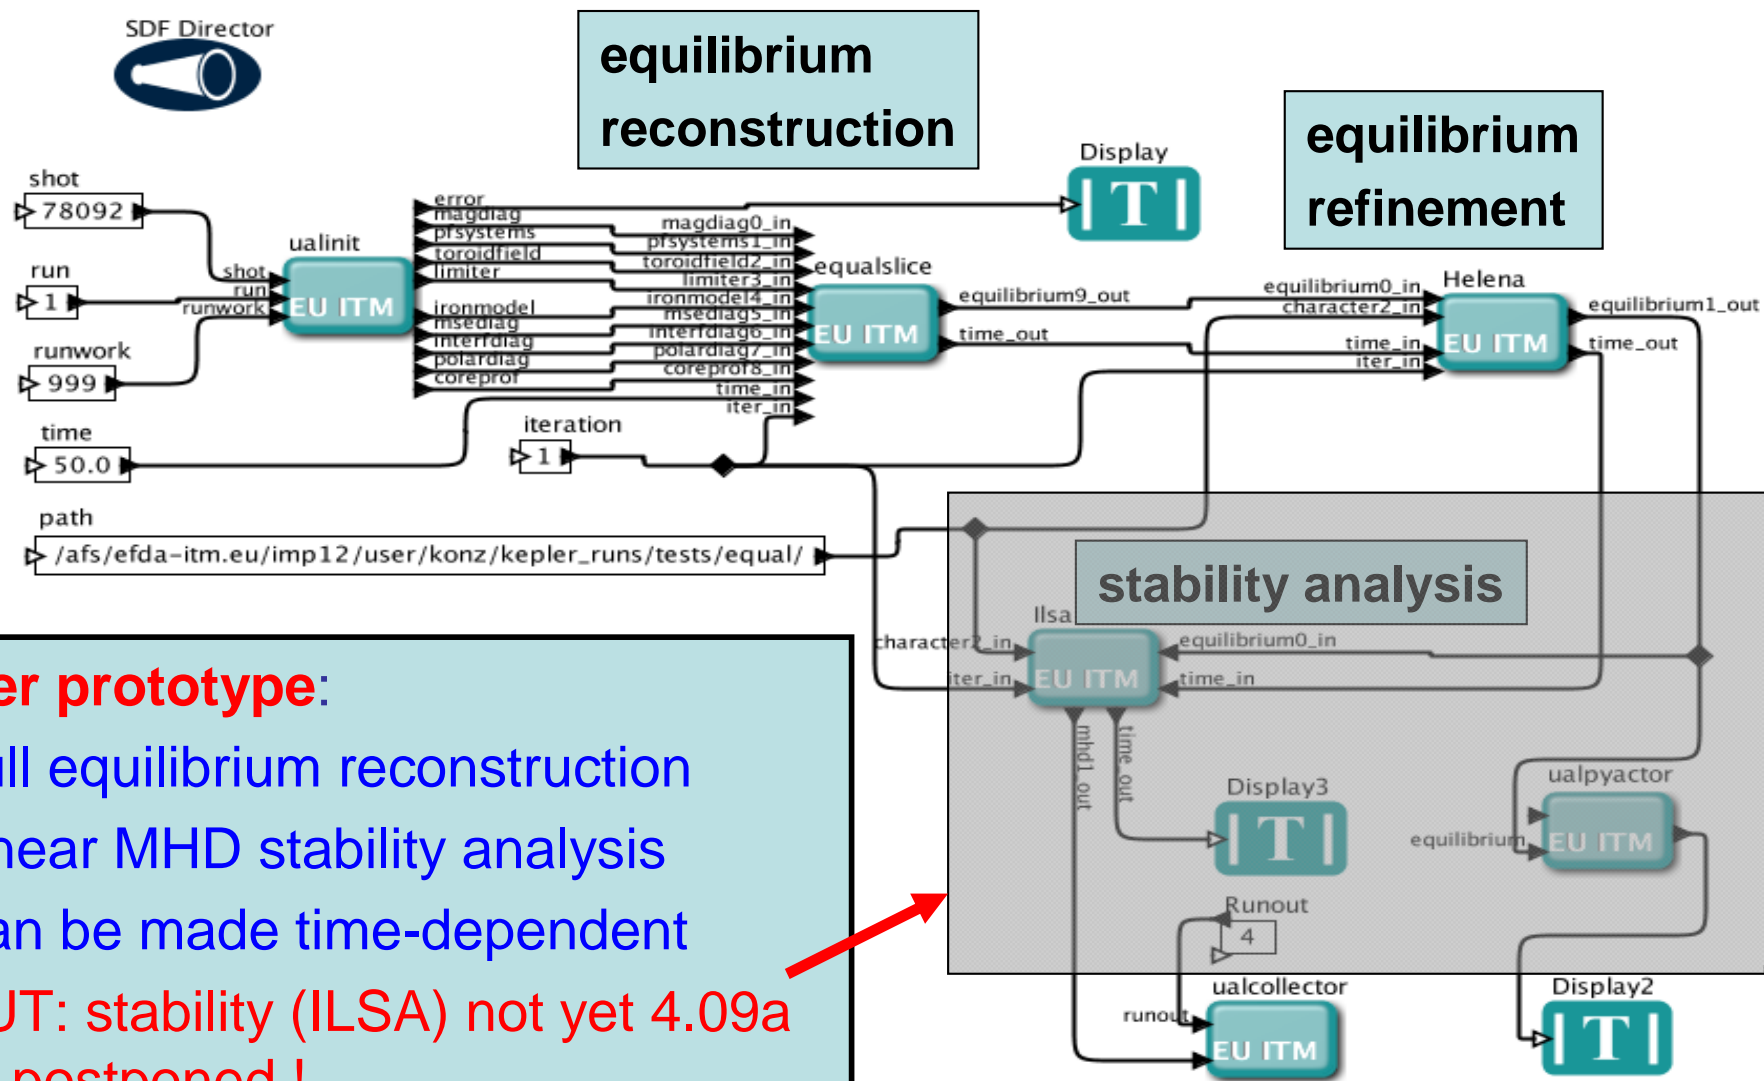 SDF Director
equilibrium
reconstruction
equilibrium
refinement
Display
T
shot
78092
run
1
runwork
999
time
50.0
iteration
1
path
/afs/efda-itm.eu/imp12/user/konz/kepler_runs/tests/equal/
ualinit
shot
run
runwork
EU ITM
error
magdiag
pfsystems
toroidfield
limiter
ironmodel
msediag
interfdiag
polardiag
coreprof
magdiag0_in
pfsystems1_in
toroidfield2_in
limiter3_in
ironmodel4_in
msediag5_in
interfdiag6_in
polardiag7_in
coreprof8_in
time_in
iter_in
equalslice
EU ITM
equilibrium9_out
time_out
equilibrium0_in
character2_in
time_in
iter_in
Helena
EU ITM
equilibrium1_out
time_out
stability analysis
Ilsa
character2_in
iter_in
EU ITM
equilibrium0_in
time_in
mhd1_out
time_out
Display3
T
ualpyactor
equilibrium
EU ITM
Runout
4
ualcollector
runout
EU ITM
Display2
T
er prototype:
ull equilibrium reconstruction
near MHD stability analysis
an be made time-dependent
UT: stability (ILSA) not yet 4.09a
postponed !